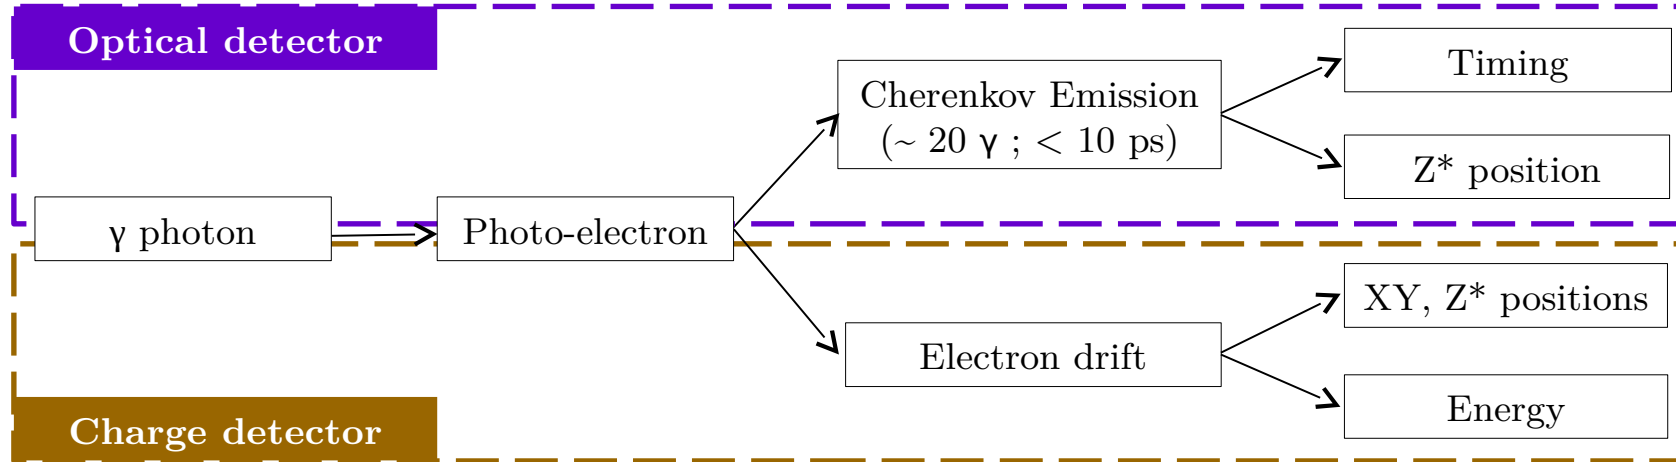 Optical detector
Timing
Cherenkov Emission
(~ 20 γ ; < 10 ps)
Z* position
γ photon
Photo-electron
XY, Z* positions
Electron drift
Energy
Charge detector